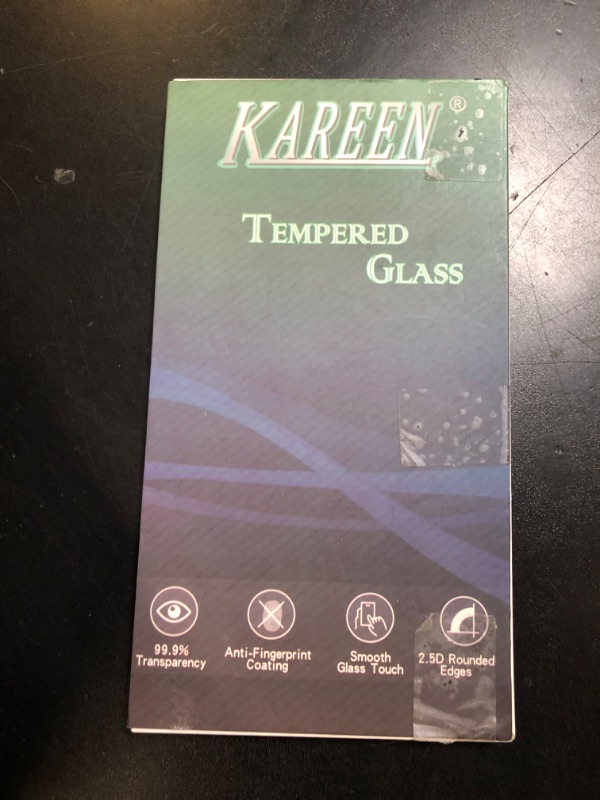 KAREEN®
TEMPERED
GLASS
99.9%
Transparency
Anti-Fingerprint
Coating
Smooth
Glass Touch
2.5D Rounded
Edges